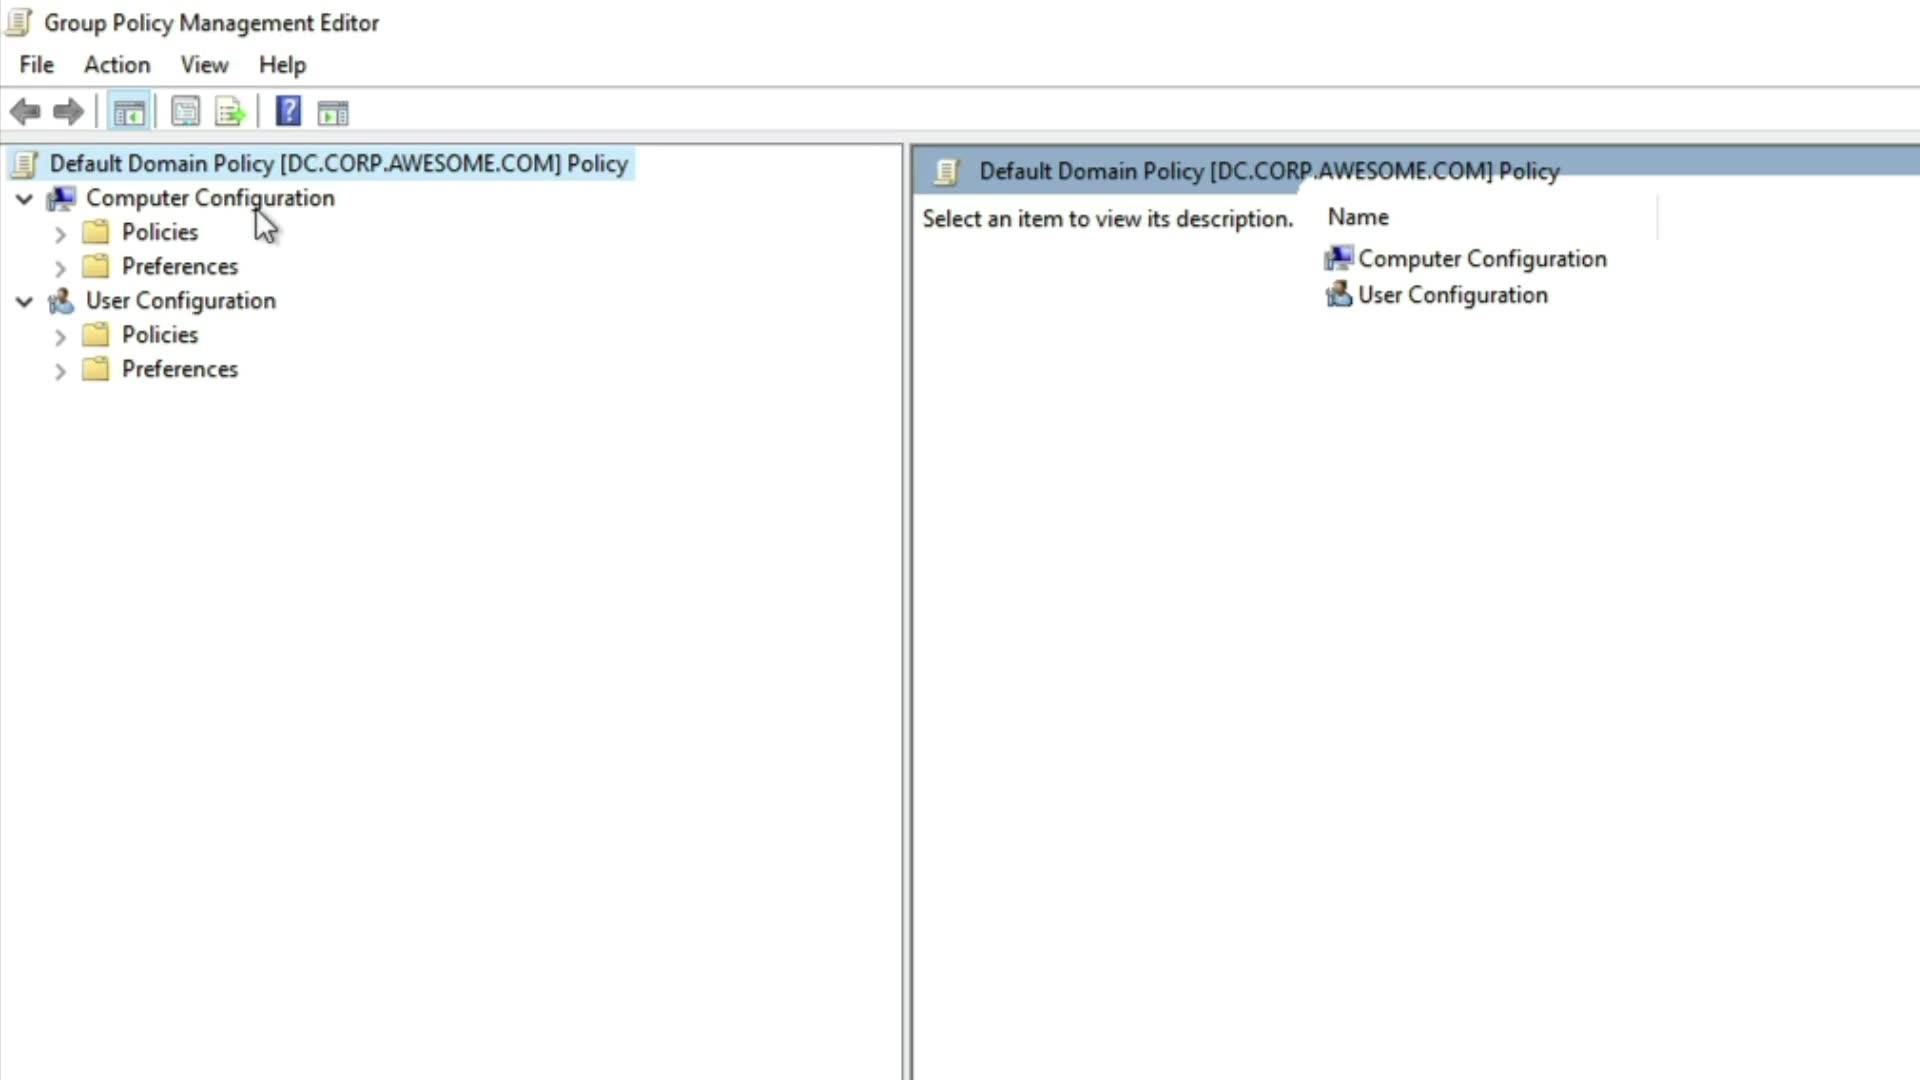 Group Policy Management Editor
File Action View Help
Default Domain Policy [DC.CORP.AWESOME.COM] Policy
Computer Configuration
Policies
Preferences
User Configuration
Policies
Preferences
Default Domain Policy [DC.CORP.AWESOME.COM] Policy
Select an item to view its description.
Name
Computer Configuration
User Configuration